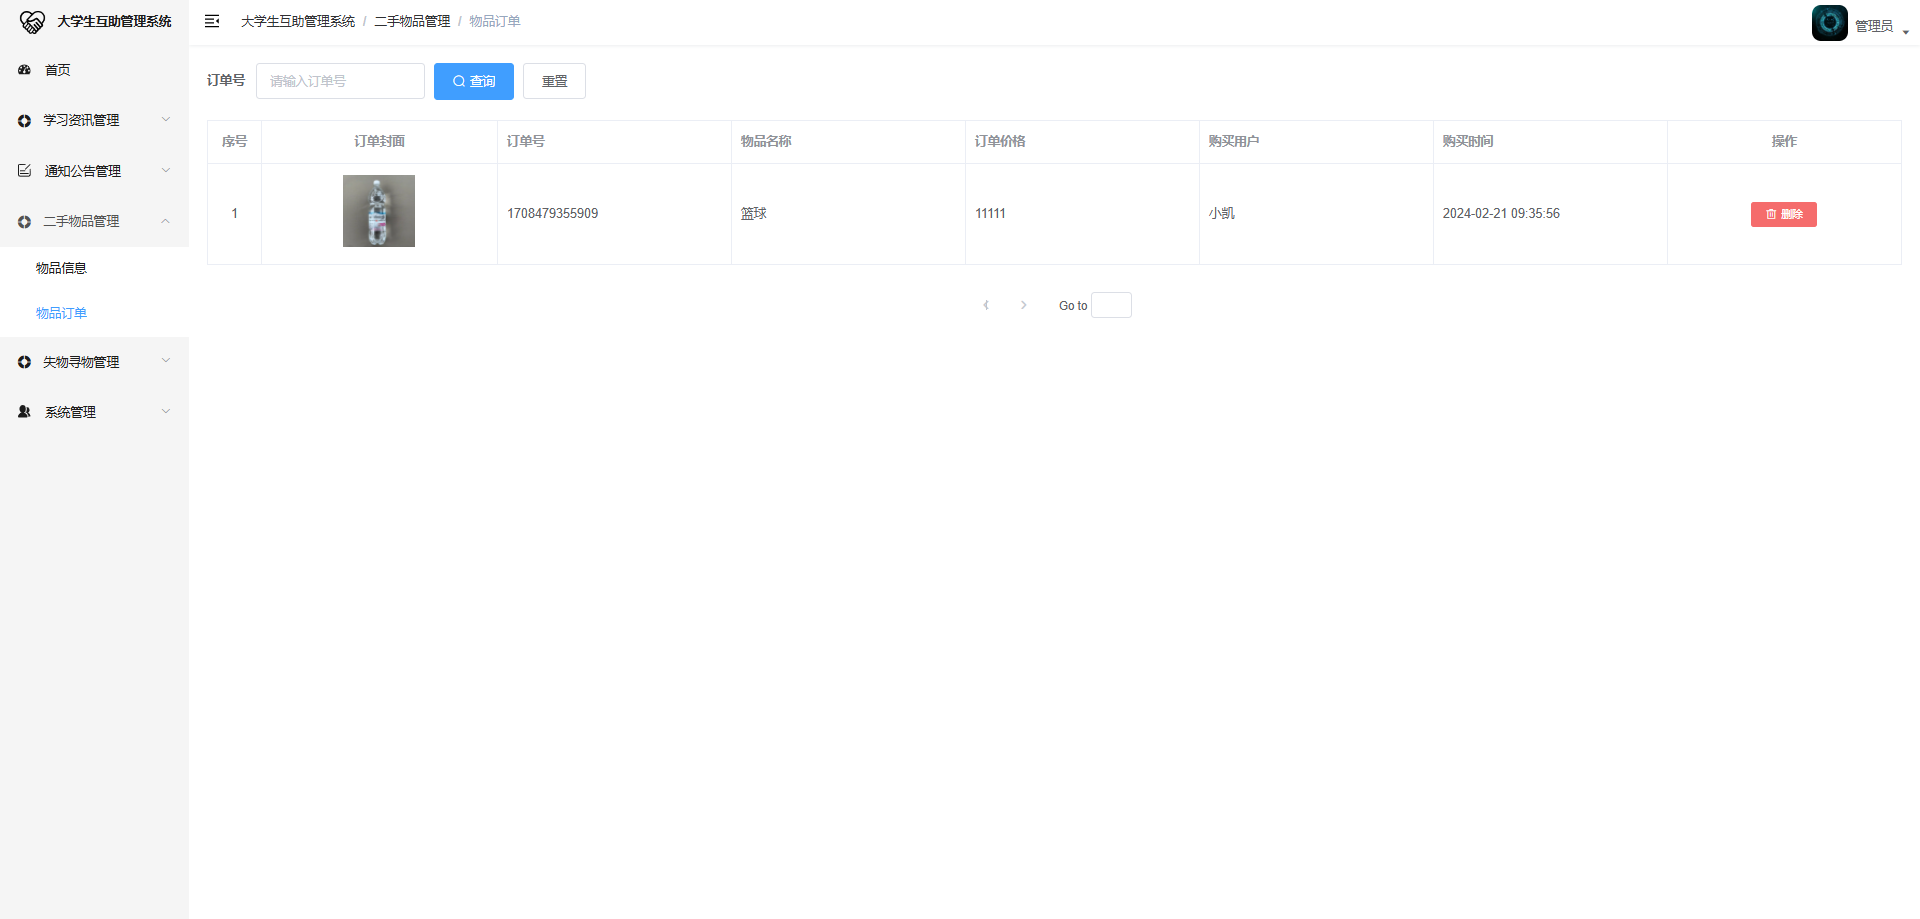 大学生互助管理系统
大学生互助管理系统 / 二手物品管理 / 物品订单
管理员
首页
学习资讯管理
通知公告管理
二手物品管理
物品信息
物品订单
失物寻物管理
系统管理
订单号 请输入订单号 查询 重置
序号 订单封面 订单号 物品名称 订单价格 购买用户 购买时间 操作
1 1708479355909 篮球 11111 小凯 2024-02-21 09:35:56 删除
Go to